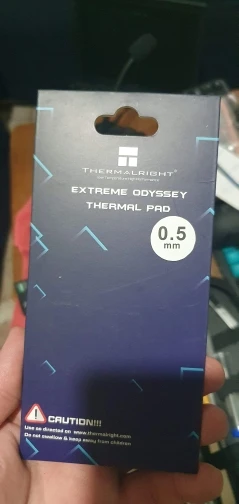 THERMALRIGHT®
EXTREME ODYSSEY
THERMAL PAD
0.5
mm
CAUTION!!!
Use as directed on www.thermalright.com
Do not swallow & keep away from children